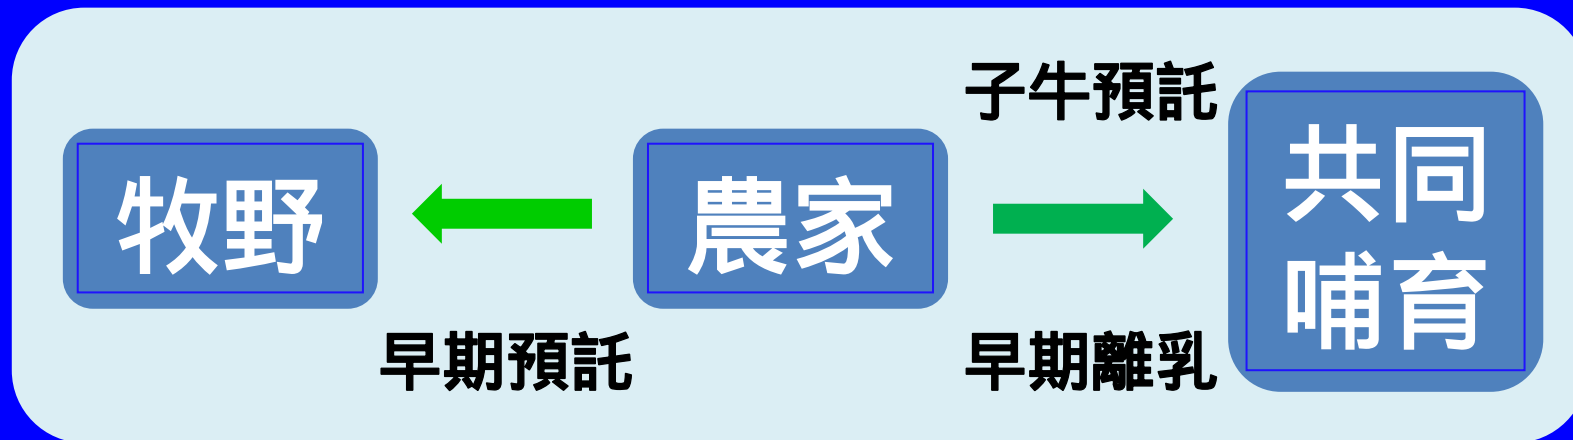 子牛預託
牧野
農家
共同
哺育
早期預託
早期離乳